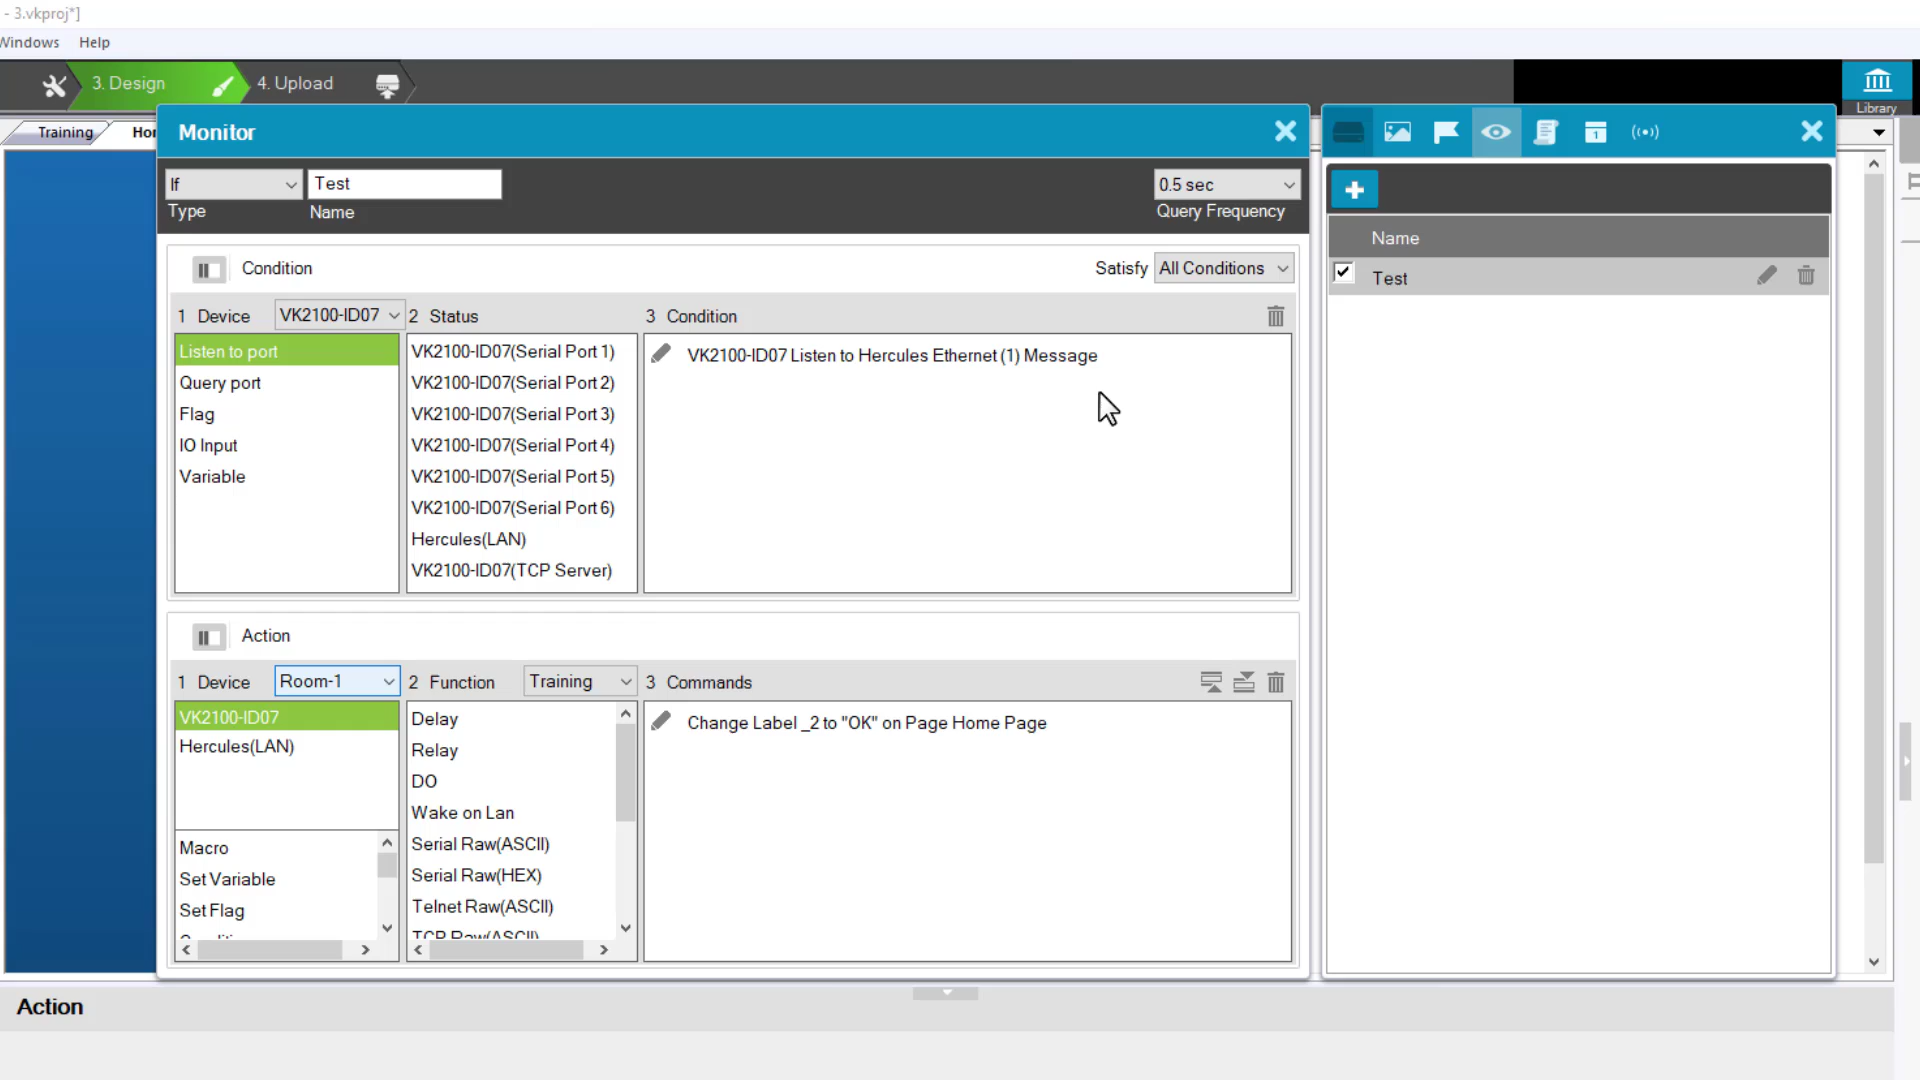 - 3.vkproj*]
Windows Help
3. Design
4. Upload
Library
Training
Hor
Monitor
If
Test
0.5 sec
Type
Name
Query Frequency
Condition
Satisfy All Conditions
1 Device VK2100-ID07 2 Status 3 Condition
Listen to port
Query port
Flag
IO Input
Variable
VK2100-ID07(Serial Port 1)
VK2100-ID07(Serial Port 2)
VK2100-ID07(Serial Port 3)
VK2100-ID07(Serial Port 4)
VK2100-ID07(Serial Port 5)
VK2100-ID07(Serial Port 6)
Hercules(LAN)
VK2100-ID07(TCP Server)
VK2100-ID07 Listen to Hercules Ethernet (1) Message
Action
1 Device Room-1 2 Function Training 3 Commands
VK2100-ID07
Hercules(LAN)
Macro
Set Variable
Set Flag
Delay
Relay
DO
Wake on Lan
Serial Raw(ASCII)
Serial Raw(HEX)
Telnet Raw(ASCII)
TCP Raw(ASCII)
Change Label _2 to "OK" on Page Home Page
1
Name
Test
Action